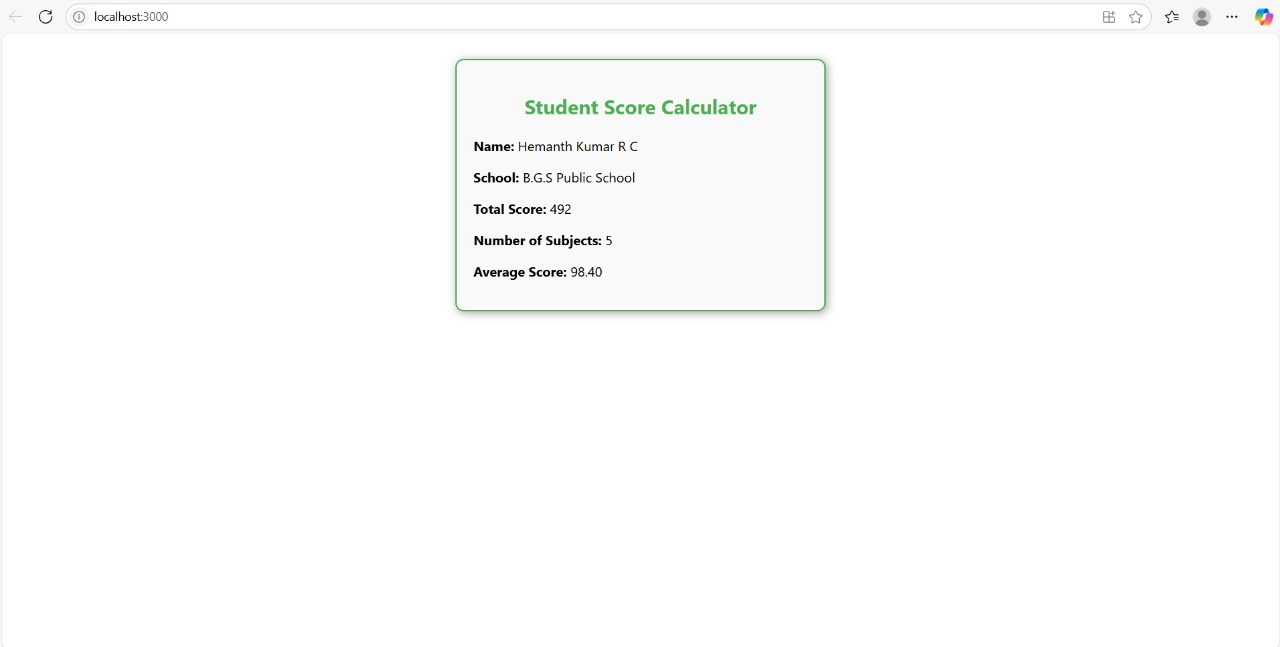 localhost:3000
Student Score Calculator
Name: Hemanth Kumar R C
School: B.G.S Public School
Total Score: 492
Number of Subjects: 5
Average Score: 98.40